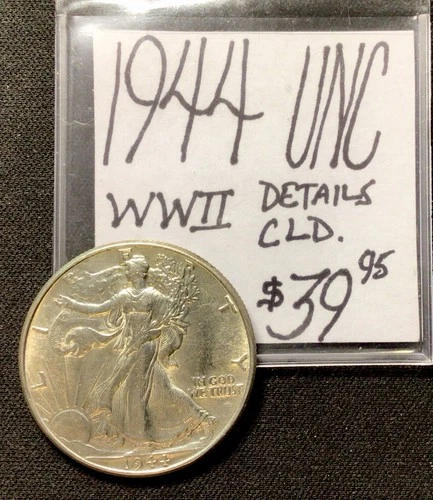 1944 UNC
WWII DETAILS
CLD.
$39.95
LIBERTY
IN GOD
WE TRUST
1944